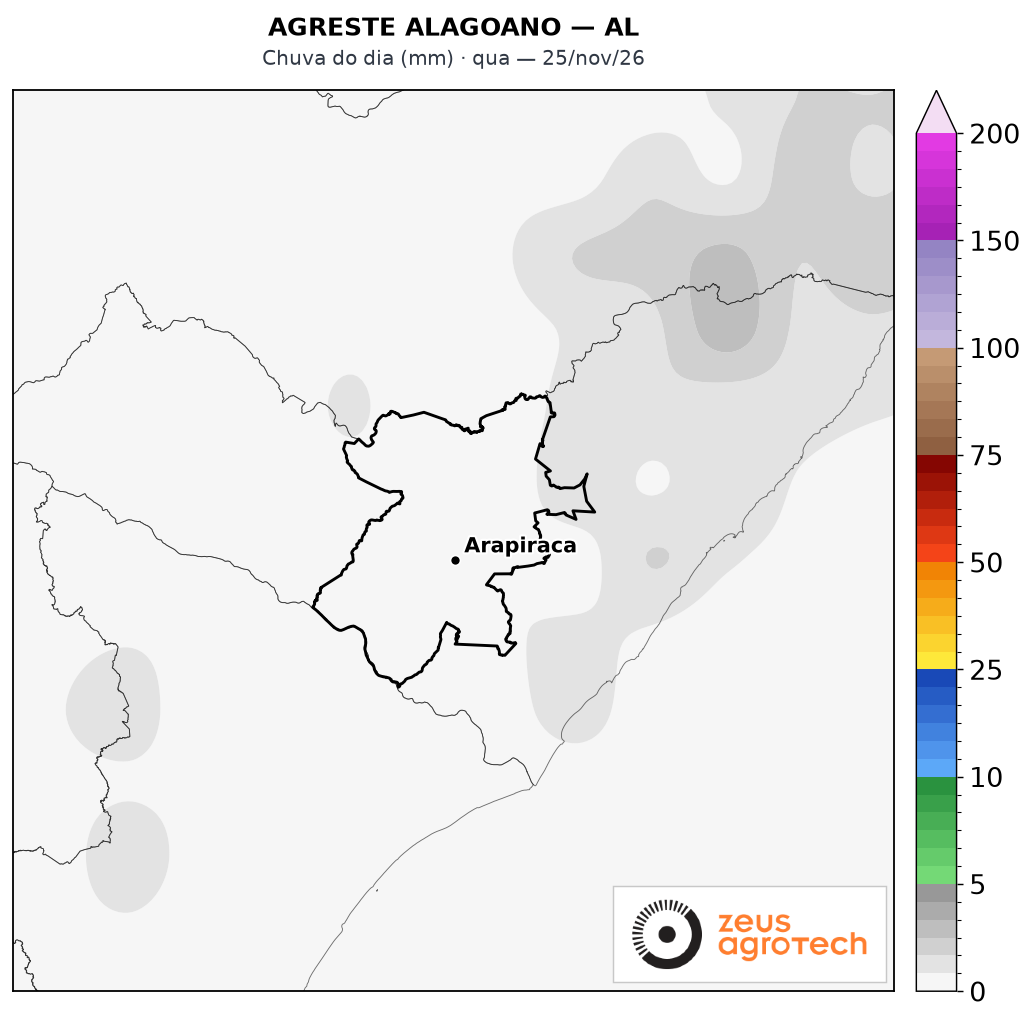 AGRESTE ALAGOANO — AL
Chuva do dia (mm) · qua — 25/nov/26
200
150
100
75
50
25
10
5
0
Arapiraca
zeus
agrotech